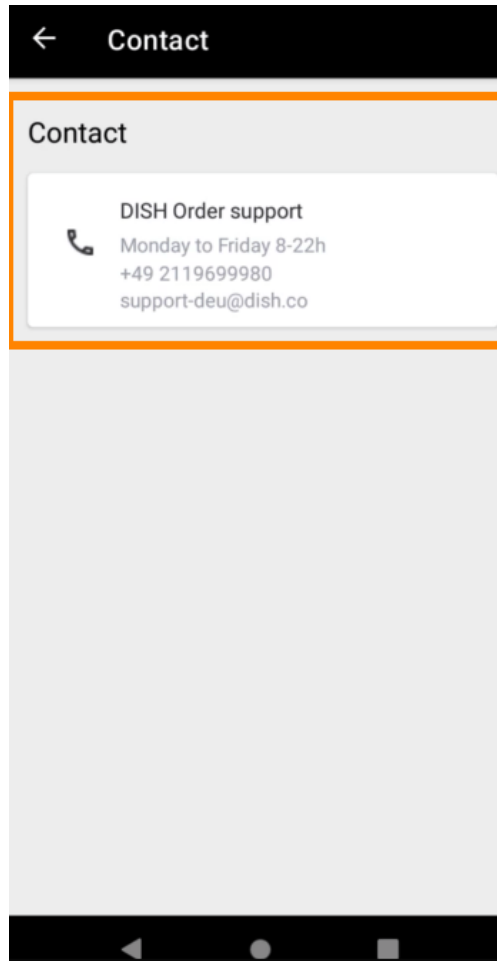 Contact
Contact
DISH Order support
Monday to Friday 8-22h
+49 2119699980
support-deu@dish.co